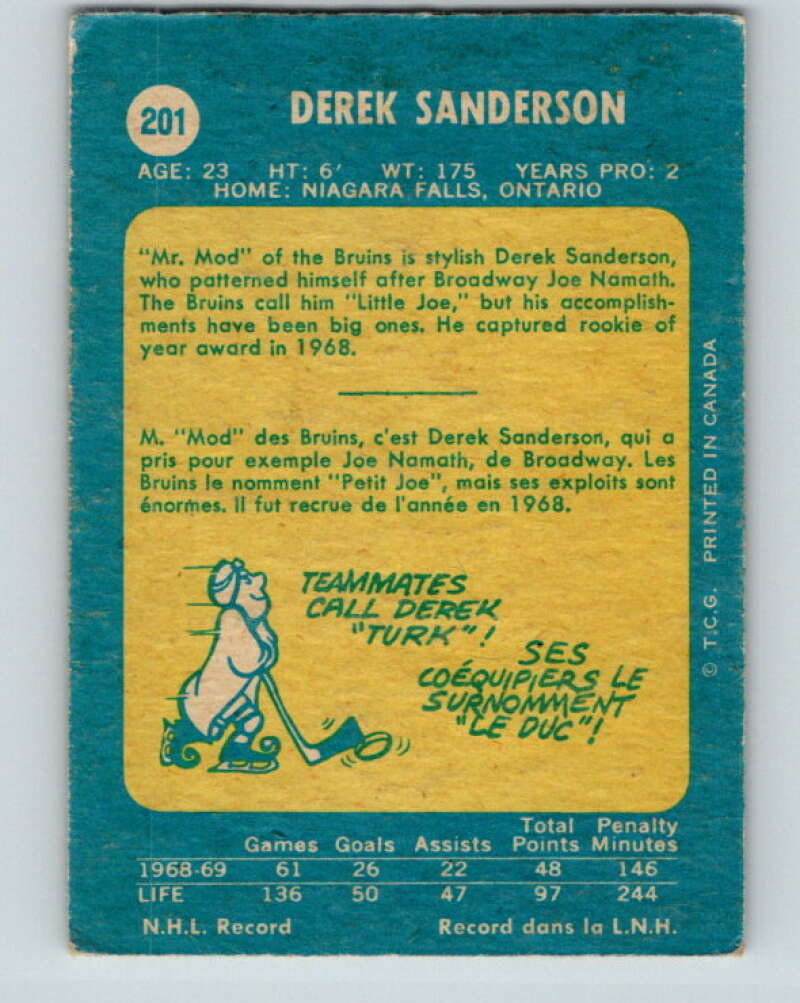 201
DEREK SANDERSON
AGE: 23 HT: 6' WT: 175 YEARS PRO: 2
HOME: NIAGARA FALLS, ONTARIO
"Mr. Mod" of the Bruins is stylish Derek Sanderson,
who patterned himself after Broadway Joe Namath.
The Bruins call him "Little Joe," but his accomplish-
ments have been big ones. He captured rookie of
year award in 1968.
M. "Mod" des Bruins, c'est Derek Sanderson, qui a
pris pour exemple Joe Namath, de Broadway. Les
Bruins le nomment "Petit Joe", mais ses exploits sont
énormes. Il fut recrue de l'année en 1968.
TEAMMATES
CALL DEREK
"TURK"!
SES
COÉQUIPIERS LE
SURNOMMENT
"LE DUC"!
© T.C.G. PRINTED IN CANADA
Total Penalty
Games Goals Assists Points Minutes
1968-69 61 26 22 48 146
LIFE 136 50 47 97 244
N.H.L. Record Record dans la L.N.H.